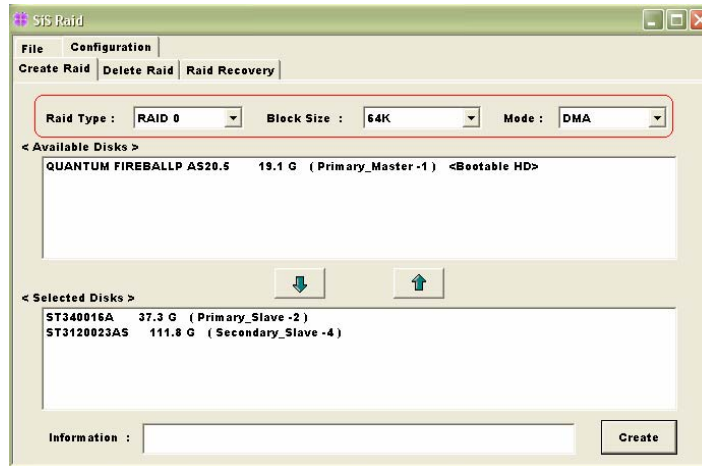 SiS Raid
File Configuration
Create Raid Delete Raid Raid Recovery
Raid Type : RAID 0 Block Size : 64K Mode : DMA
< Available Disks >
QUANTUM FIREBALLP AS20.5 19.1 G ( Primary_Master -1 ) <Bootable HD>
< Selected Disks >
ST340016A 37.3 G ( Primary_Slave -2 )
ST3120023AS 111.8 G ( Secondary_Slave -4 )
Information : Create